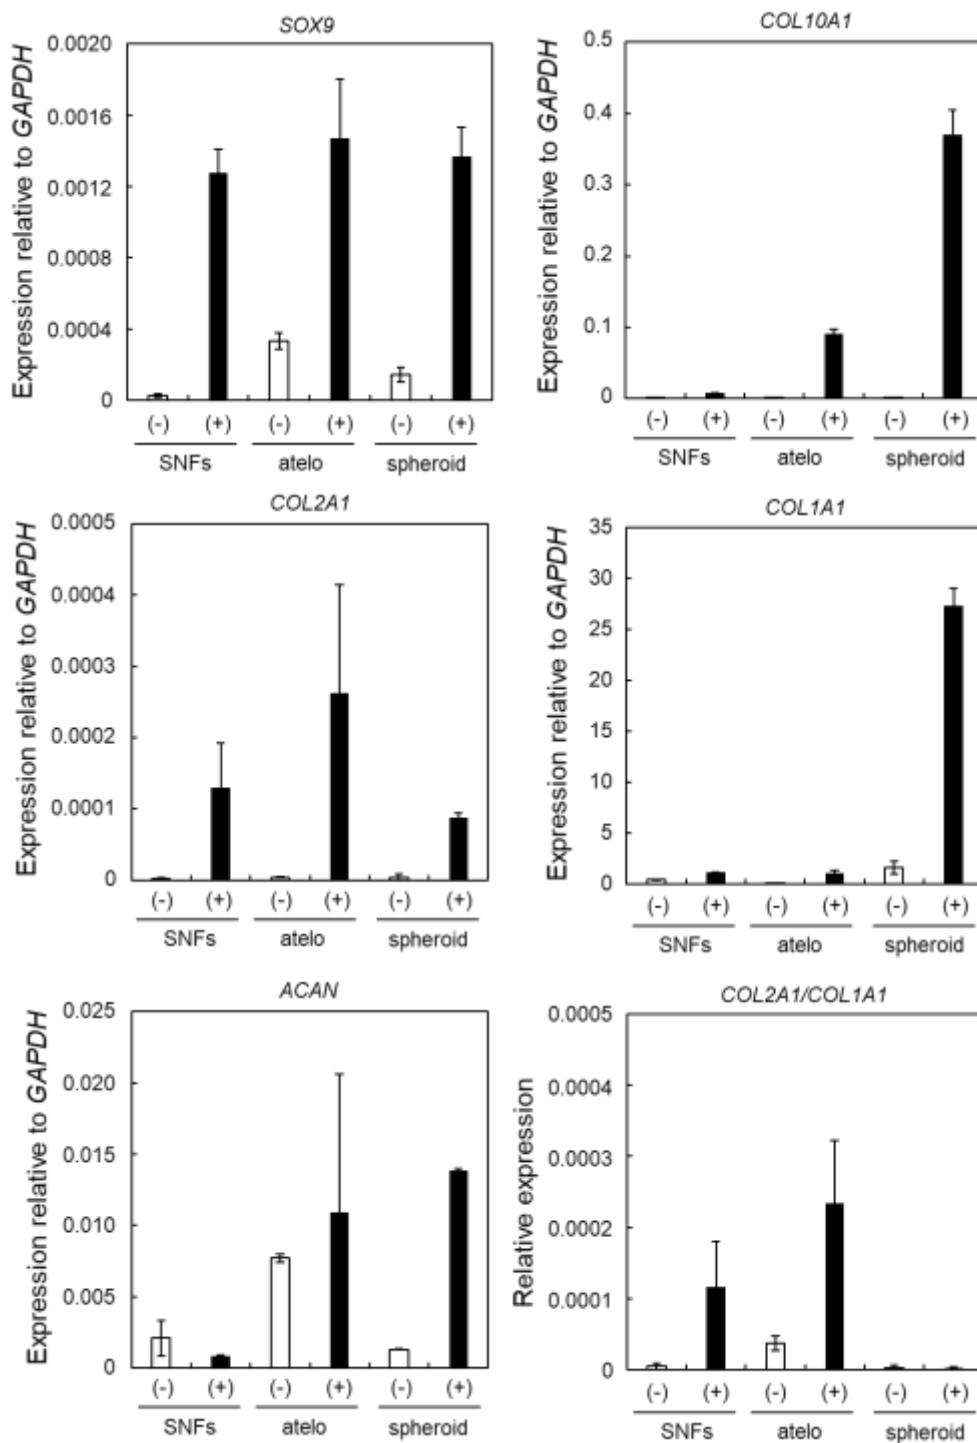 SOX9
Expression relative to GAPDH
0.0020
0.0016
0.0012
0.0008
0.0004
0
(-) (+) (-) (+) (-) (+)
SNFs atelo spheroid
COL10A1
Expression relative to GAPDH
0.5
0.4
0.3
0.2
0.1
0
(-) (+) (-) (+) (-) (+)
SNFs atelo spheroid
COL2A1
Expression relative to GAPDH
0.0005
0.0004
0.0003
0.0002
0.0001
0
(-) (+) (-) (+) (-) (+)
SNFs atelo spheroid
COL1A1
Expression relative to GAPDH
35
30
25
20
15
10
5
0
(-) (+) (-) (+) (-) (+)
SNFs atelo spheroid
ACAN
Expression relative to GAPDH
0.025
0.020
0.015
0.010
0.005
0
(-) (+) (-) (+) (-) (+)
SNFs atelo spheroid
COL2A1/COL1A1
Relative expression
0.0005
0.0004
0.0003
0.0002
0.0001
0
(-) (+) (-) (+) (-) (+)
SNFs atelo spheroid